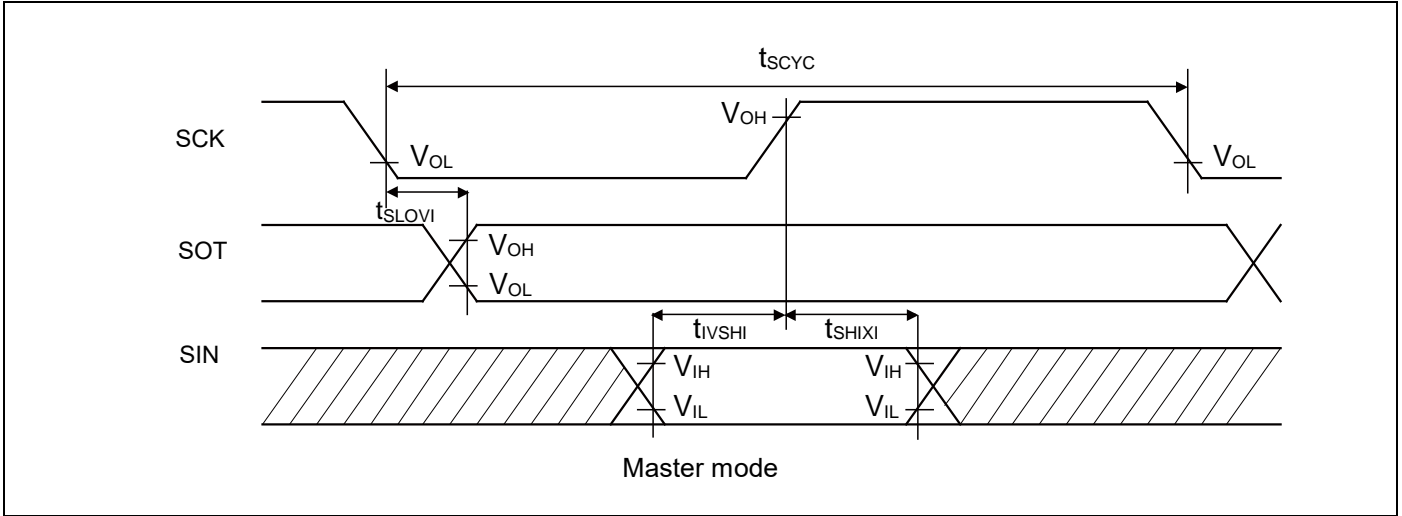 tSCYC
SCK
VOH
VOL
VOL
tSLOVI
SOT
VOH
VOL
tIVSHI
tSHIXI
SIN
VIH
VIH
VIL
VIL
Master mode